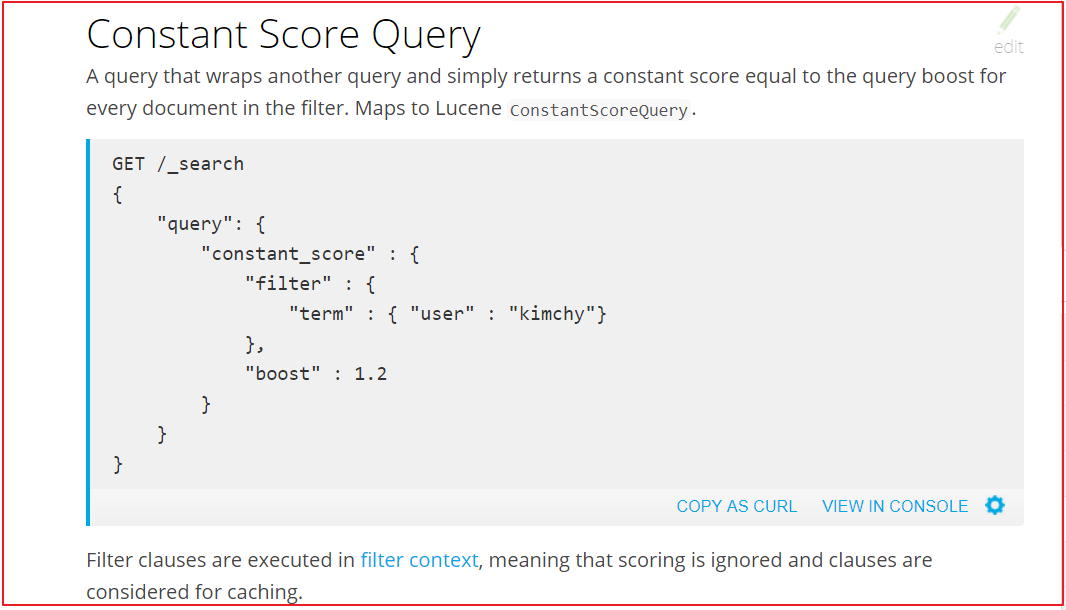 Constant Score Query
edit
A query that wraps another query and simply returns a constant score equal to the query boost for
every document in the filter. Maps to Lucene ConstantScoreQuery.
GET /_search
{
    "query": {
        "constant_score" : {
            "filter" : {
                "term" : { "user" : "kimchy"}
            },
            "boost" : 1.2
        }
    }
}
COPY AS CURL VIEW IN CONSOLE
Filter clauses are executed in filter context, meaning that scoring is ignored and clauses are
considered for caching.